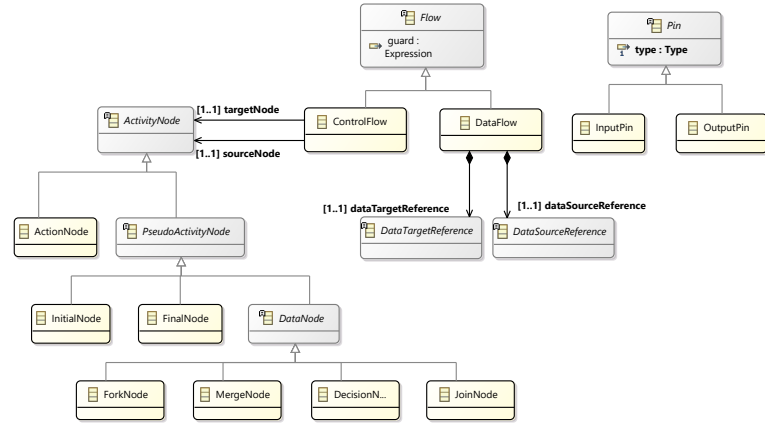 Flow
guard :
Expression
Pin
1
type : Type
ActivityNode
[1..1] targetNode
ControlFlow
DataFlow
InputPin
OutputPin
[1..1] sourceNode
[1..1] dataTargetReference
[1..1] dataSourceReference
ActionNode
PseudoActivityNode
DataTargetReference
DataSourceReference
InitialNode
FinalNode
DataNode
ForkNode
MergeNode
DecisionN...
JoinNode